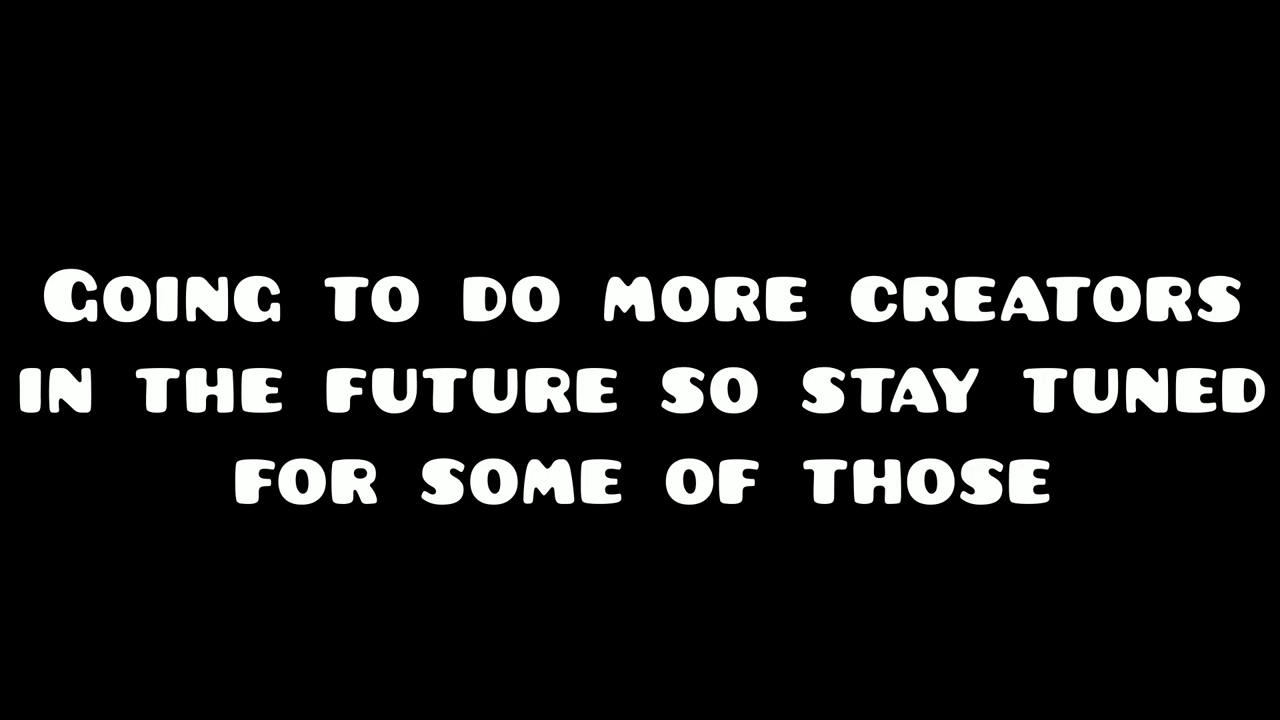 Going to do more creators
in the future so stay tuned
for some of those